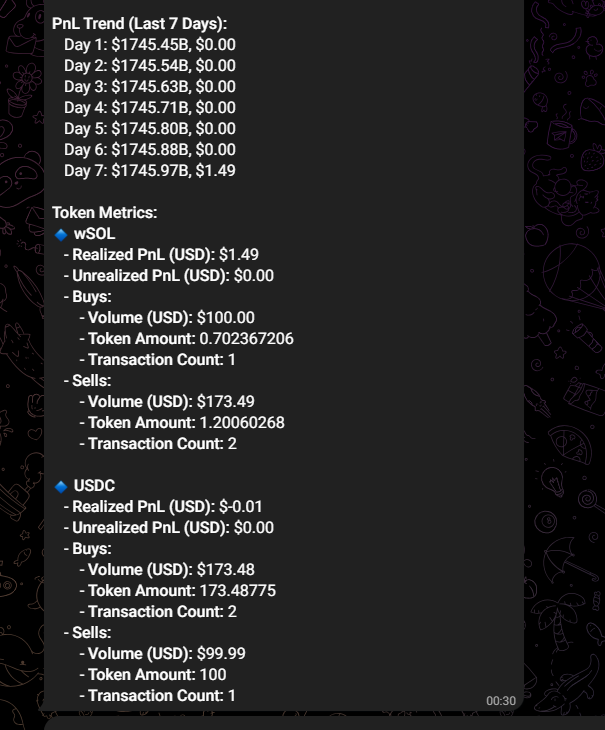 PnL Trend (Last 7 Days):
Day 1: $1745.45B, $0.00
Day 2: $1745.54B, $0.00
Day 3: $1745.63B, $0.00
Day 4: $1745.71B, $0.00
Day 5: $1745.80B, $0.00
Day 6: $1745.88B, $0.00
Day 7: $1745.97B, $1.49
Token Metrics:
🔹 wSOL
- Realized PnL (USD): $1.49
- Unrealized PnL (USD): $0.00
- Buys:
- Volume (USD): $100.00
- Token Amount: 0.702367206
- Transaction Count: 1
- Sells:
- Volume (USD): $173.49
- Token Amount: 1.20060268
- Transaction Count: 2
🔹 USDC
- Realized PnL (USD): $-0.01
- Unrealized PnL (USD): $0.00
- Buys:
- Volume (USD): $173.48
- Token Amount: 173.48775
- Transaction Count: 2
- Sells:
- Volume (USD): $99.99
- Token Amount: 100
- Transaction Count: 1
00:30